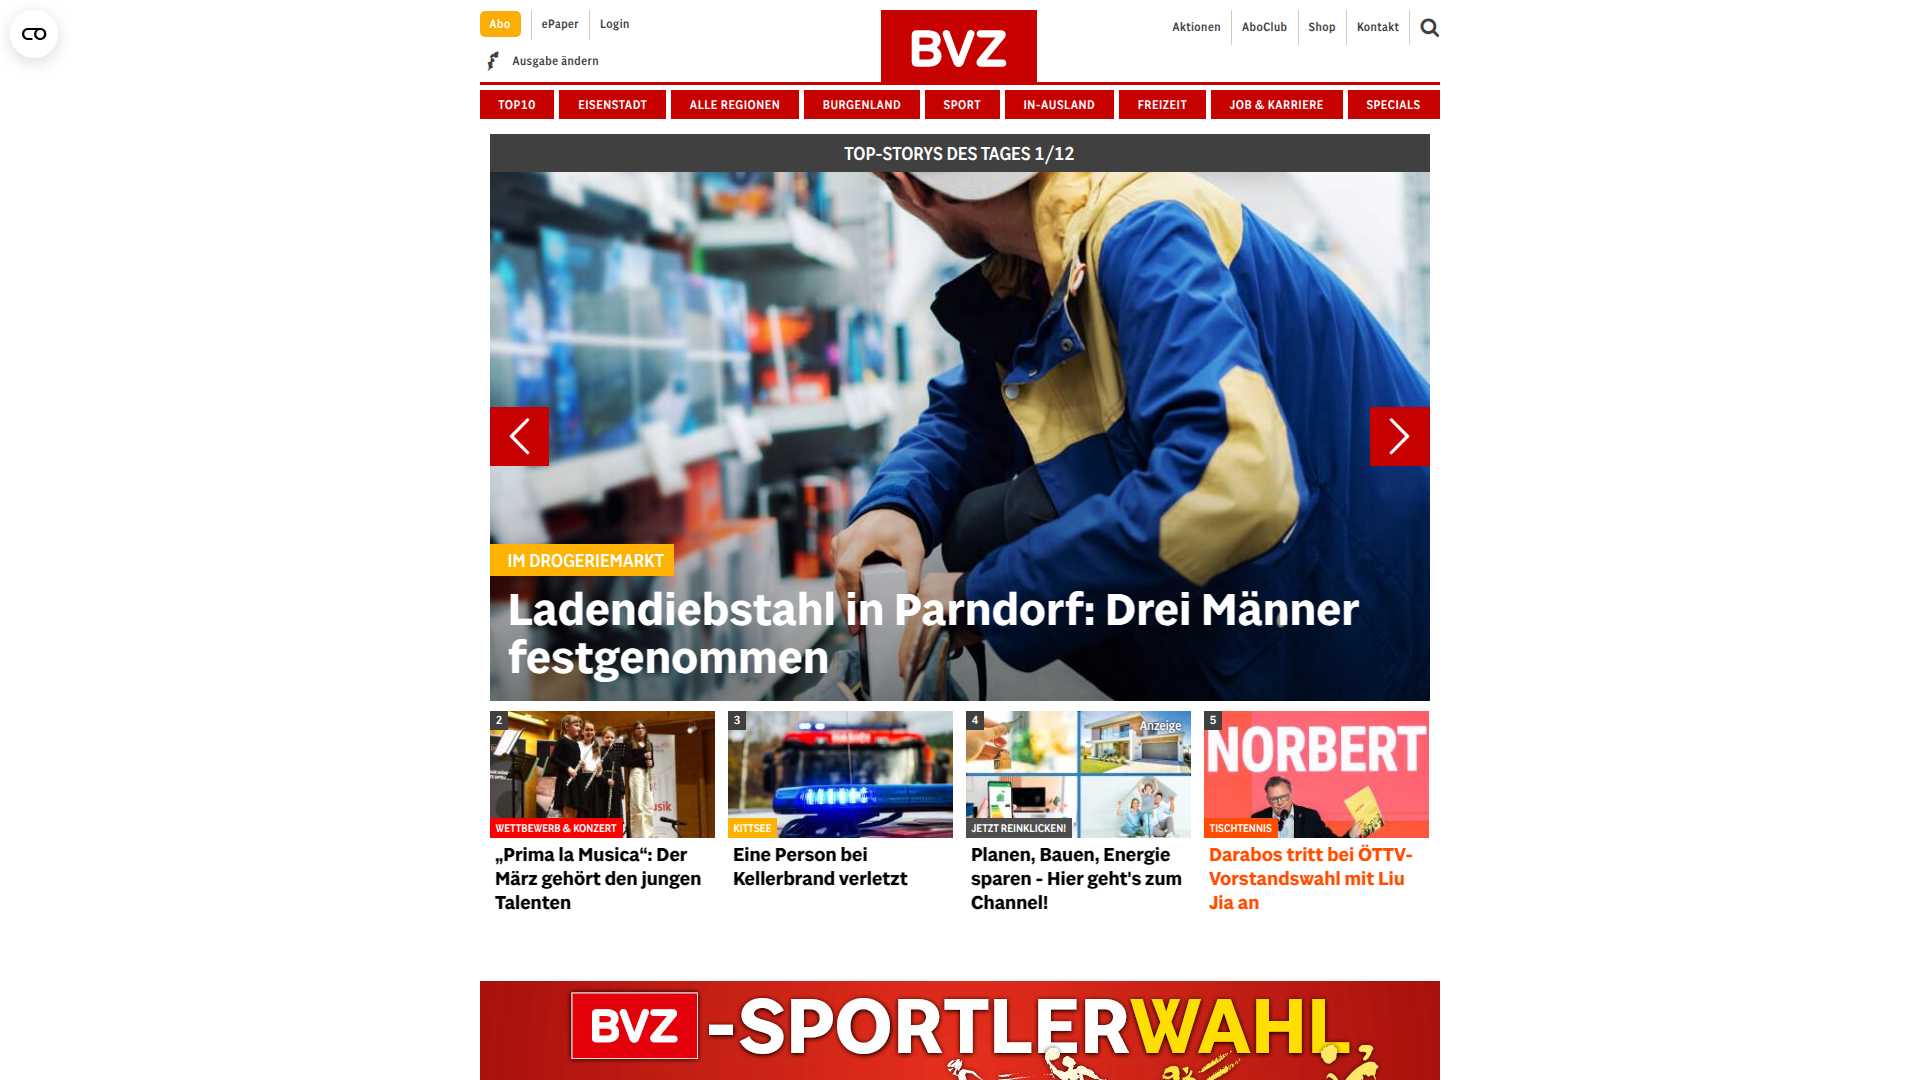 Abo
ePaper
Login
Ausgabe ändern
BVZ
Aktionen
AboClub
Shop
Kontakt
TOP10
EISENSTADT
ALLE REGIONEN
BURGENLAND
SPORT
IN-AUSLAND
FREIZEIT
JOB & KARRIERE
SPECIALS
TOP-STORYS DES TAGES 1/12
IM DROGERIEMARKT
Ladendiebstahl in Parndorf: Drei Männer
festgenommen
2
WETTBEWERB & KONZERT
„Prima la Musica“: Der
März gehört den jungen
Talenten
3
KITTSEE
Eine Person bei
Kellerbrand verletzt
4
Anzeige
JETZT REINKLICKEN!
Planen, Bauen, Energie
sparen - Hier geht's zum
Channel!
5
NORBERT
TISCHTENNIS
Darabos tritt bei ÖTTV-
Vorstandswahl mit Liu
Jia an
BVZ-SPORTLERWAHL